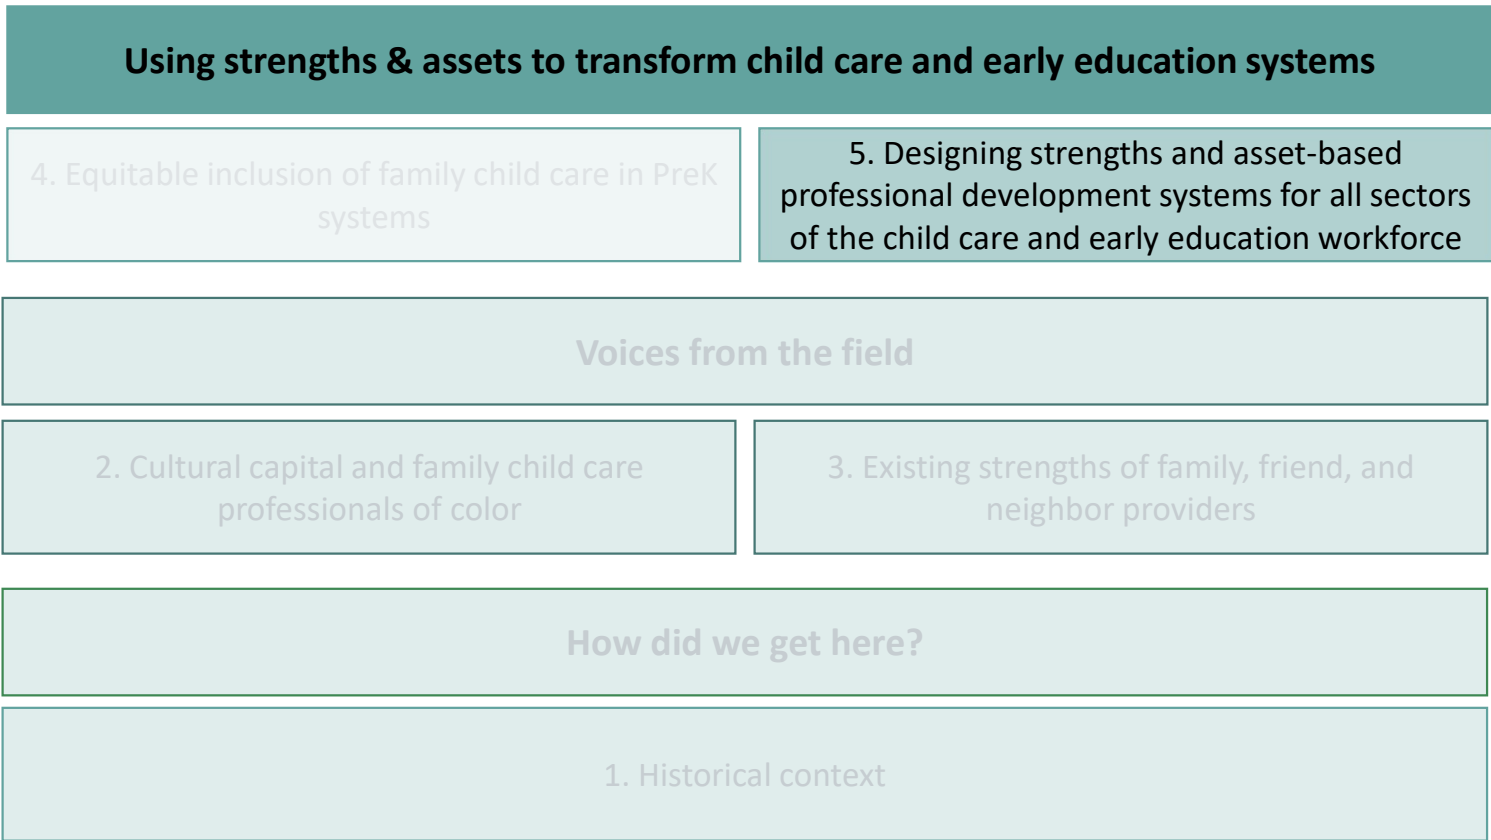 Using strengths & assets to transform child care and early education systems
4. Equitable inclusion of family child care in PreK
systems
5. Designing strengths and asset-based
professional development systems for all sectors
of the child care and early education workforce
Voices from the field
2. Cultural capital and family child care
professionals of color
3. Existing strengths of family, friend, and
neighbor providers
How did we get here?
1. Historical context